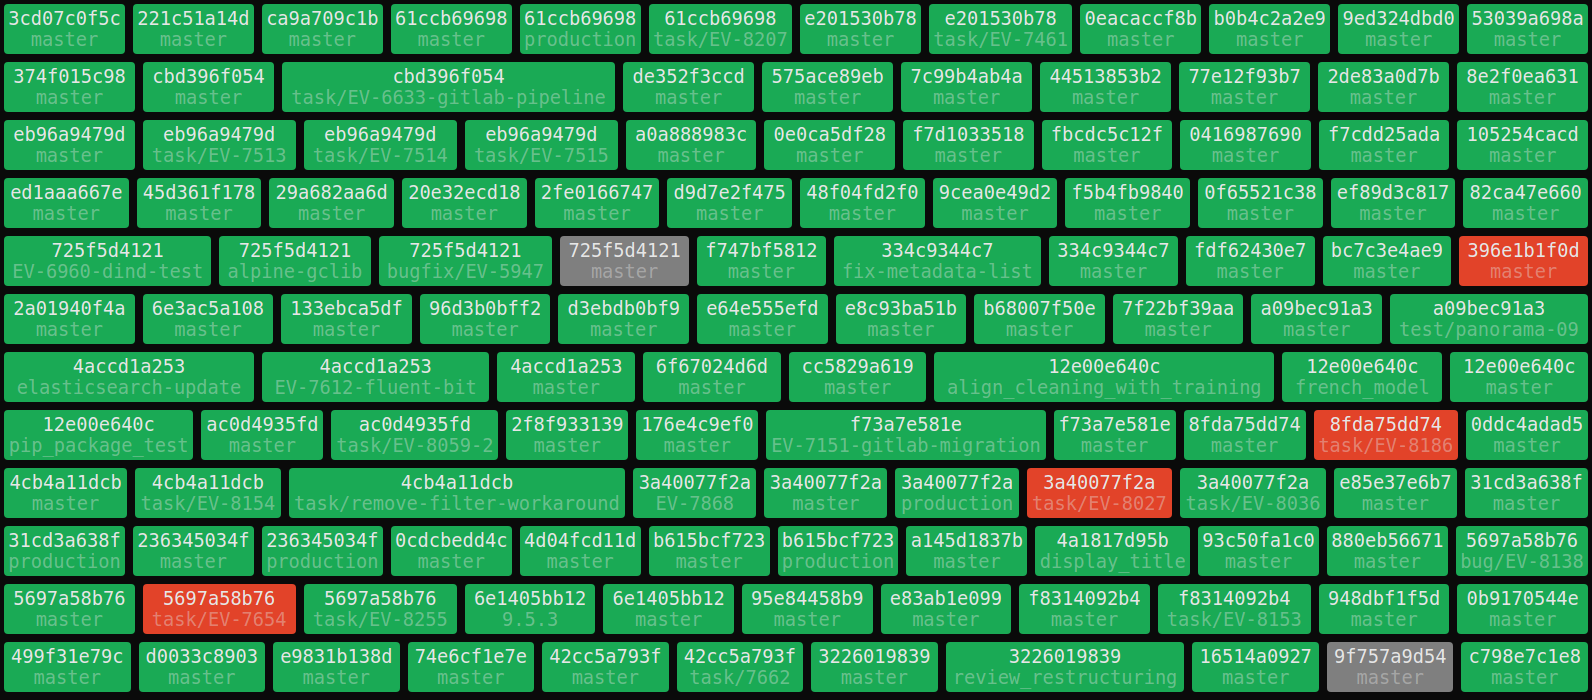 3cd07c0f5c 221c51a14d ca9a709c1b 61ccb69698 61ccb69698 61ccb69698 e201530b78 e201530b78 0eacaccf8b b0b4c2a2e9 9ed324dbd0 53039a698a
master master master master production task/EV-8207 master task/EV-7461 master master master master
374f015c98 cbd396f054 cbd396f054 de352f3ccd 575ace89eb 7c99b4ab4a 44513853b2 77e12f93b7 2de83a0d7b 8e2f0ea631
master master task/EV-6633-gitlab-pipeline master master master master master master master
eb96a9479d eb96a9479d eb96a9479d eb96a9479d a0a888983c 0e0ca5df28 f7d1033518 fbcdc5c12f 0416987690 f7cdd25ada 105254cacd
master task/EV-7513 task/EV-7514 task/EV-7515 master master master master master master master
ed1aaa667e 45d361f178 29a682aa6d 20e32ecd18 2fe0166747 d9d7e2f475 48f04fd2f0 9cea0e49d2 f5b4fb9840 0f65521c38 ef89d3c817 82ca47e660
master master master master master master master master master master master master
725f5d4121 725f5d4121 725f5d4121 725f5d4121 f747bf5812 334c9344c7 334c9344c7 fdf62430e7 bc7c3e4ae9 396e1b1f0d
EV-6960-dind-test alpine-gclib bugfix/EV-5947 master master fix-metadata-list master master master master
2a01940f4a 6e3ac5a108 133ebca5df 96d3b0bff2 d3ebdb0bf9 e64e555efd e8c93ba51b b68007f50e 7f22bf39aa a09bec91a3 a09bec91a3
master master master master master master master master master master test/panorama-09
4accd1a253 4accd1a253 4accd1a253 6f67024d6d cc5829a619 12e00e640c 12e00e640c 12e00e640c
elasticsearch-update EV-7612-fluent-bit master master master align_cleaning_with_training french_model master
12e00e640c ac0d4935fd ac0d4935fd 2f8f933139 176e4c9ef0 f73a7e581e f73a7e581e 8fda75dd74 8fda75dd74 0ddc4adad5
pip_package_test master task/EV-8059-2 master master EV-7151-gitlab-migration master master task/EV-8186 master
4cb4a11dcb 4cb4a11dcb 4cb4a11dcb 3a40077f2a 3a40077f2a 3a40077f2a 3a40077f2a 3a40077f2a e85e37e6b7 31cd3a638f
master task/EV-8154 task/remove-filter-workaround EV-7868 master production task/EV-8027 task/EV-8036 master master
31cd3a638f 236345034f 236345034f 0cdcbedd4c 4d04fcd11d b615bcf723 b615bcf723 a145d1837b 4a1817d95b 93c50fa1c0 880eb56671 5697a58b76
production master production master master master production master display_title master master bug/EV-8138
5697a58b76 5697a58b76 5697a58b76 6e1405bb12 6e1405bb12 95e84458b9 e83ab1e099 f8314092b4 f8314092b4 948dbf1f5d 0b9170544e
master task/EV-7654 task/EV-8255 9.5.3 master master master master task/EV-8153 master master
499f31e79c d0033c8903 e9831b138d 74e6cf1e7e 42cc5a793f 42cc5a793f 3226019839 3226019839 16514a0927 9f757a9d54 c798e7c1e8
master master master master master task/7662 master review_restructuring master master master